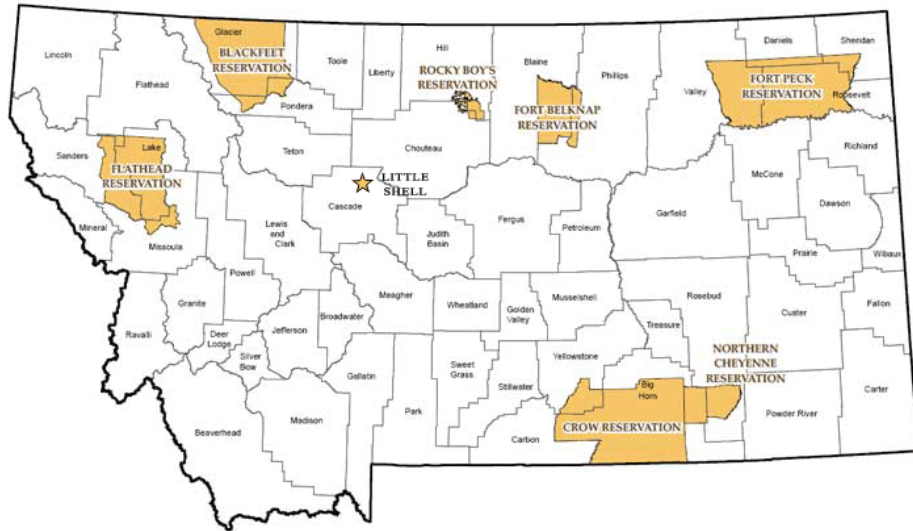 Glacier
BLACKFEET
RESERVATION
Lincoln
Flathead
Toole
Liberty
Hill
ROCKY BOY'S
RESERVATION
Blaine
FORT BELKNAP
RESERVATION
Phillips
Valley
Daniels
Sheridan
FORT PECK
RESERVATION
Roosevelt
Pondera
Sanders
Lake
FLATHEAD
RESERVATION
Teton
Chouteau
LITTLE
SHELL
Cascade
Richland
McCone
Dawson
Garfield
Mineral
Missoula
Lewis
and
Clark
Judith
Basin
Fergus
Petroleum
Prairie
Wibaux
Powell
Granite
Meagher
Wheatland
Golden
Valley
Musselshell
Rosebud
Treasure
Custer
Fallon
Ravalli
Deer
Lodge
Silver
Bow
Jefferson
Broadwater
Gallatin
Park
Sweet
Grass
Stillwater
Yellowstone
NORTHERN
CHEYENNE
RESERVATION
Big
Horn
CROW RESERVATION
Carbon
Powder River
Carter
Beaverhead
Madison